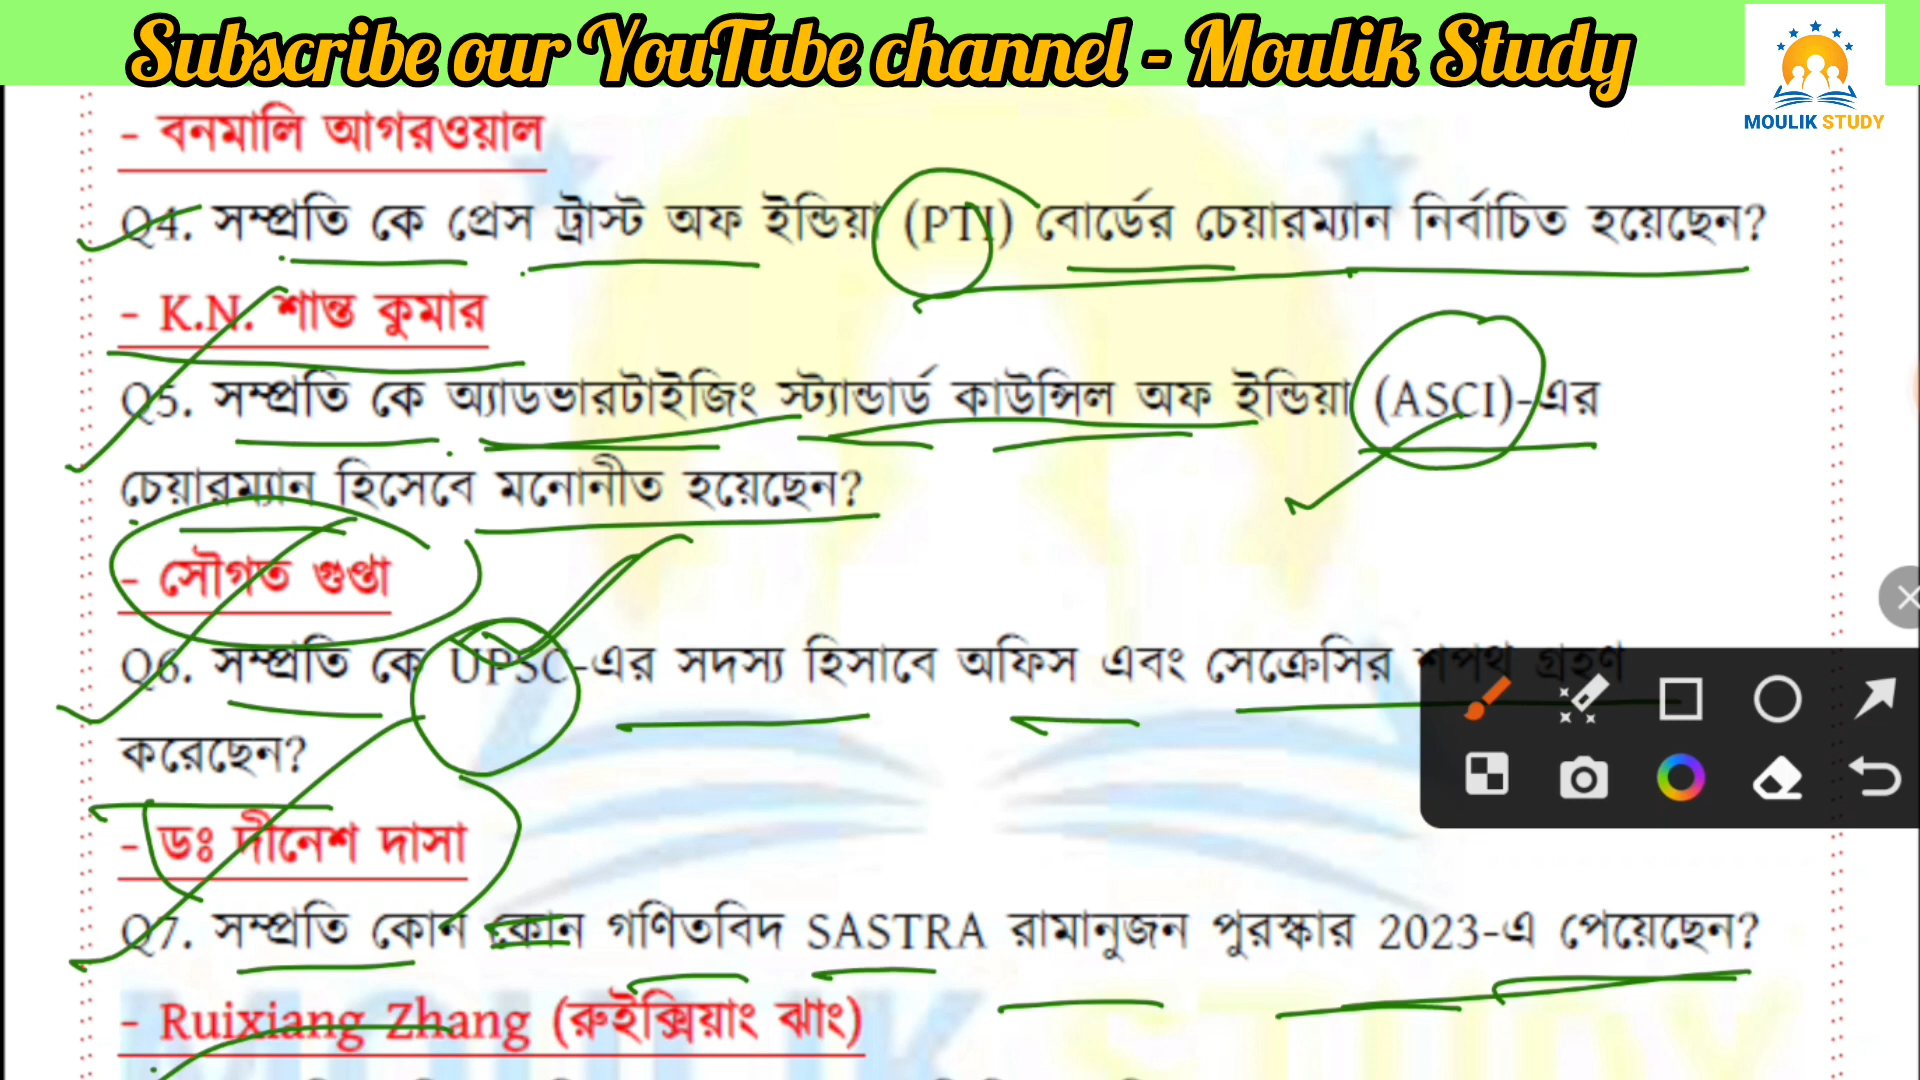 Subscribe our YouTube channel - Moulik Study
MOULIK STUDY
- বনমালি আগরওয়াল
Q4. সম্প্রতি কে প্রেস ট্রাস্ট অফ ইন্ডিয়া (PTI) বোর্ডের চেয়ারম্যান নির্বাচিত হয়েছেন?
- K.N. শান্ত কুমার
Q5. সম্প্রতি কে অ্যাডভারটাইজিং স্ট্যান্ডার্ড কাউন্সিল অফ ইন্ডিয়া (ASCI)-এর
চেয়ারম্যান হিসেবে মনোনীত হয়েছেন?
- সৌগত গুপ্তা
Q6. সম্প্রতি কে UPSC-এর সদস্য হিসাবে অফিস এবং সেক্রেসির শপথ গ্রহণ
করেছেন?
- ডঃ দীনেশ দাসা
Q7. সম্প্রতি কোন কোন গণিতবিদ SASTRA রামানুজন পুরস্কার 2023-এ পেয়েছেন?
- Ruixiang Zhang (রুইক্সিয়াং ঝাং)
MOULIK STUDY